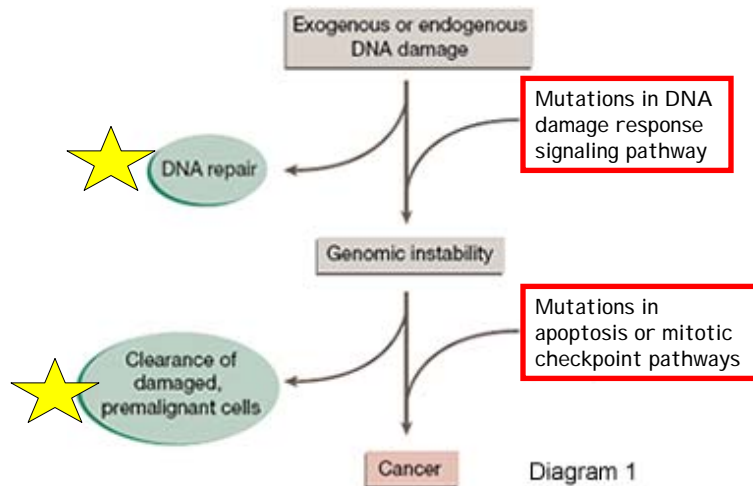 Exogenous or endogenous
DNA damage
Mutations in DNA
damage response
signaling pathway
DNA repair
Genomic instability
Mutations in
apoptosis or mitotic
checkpoint pathways
Clearance of
damaged,
premalignant cells
Cancer
Diagram 1